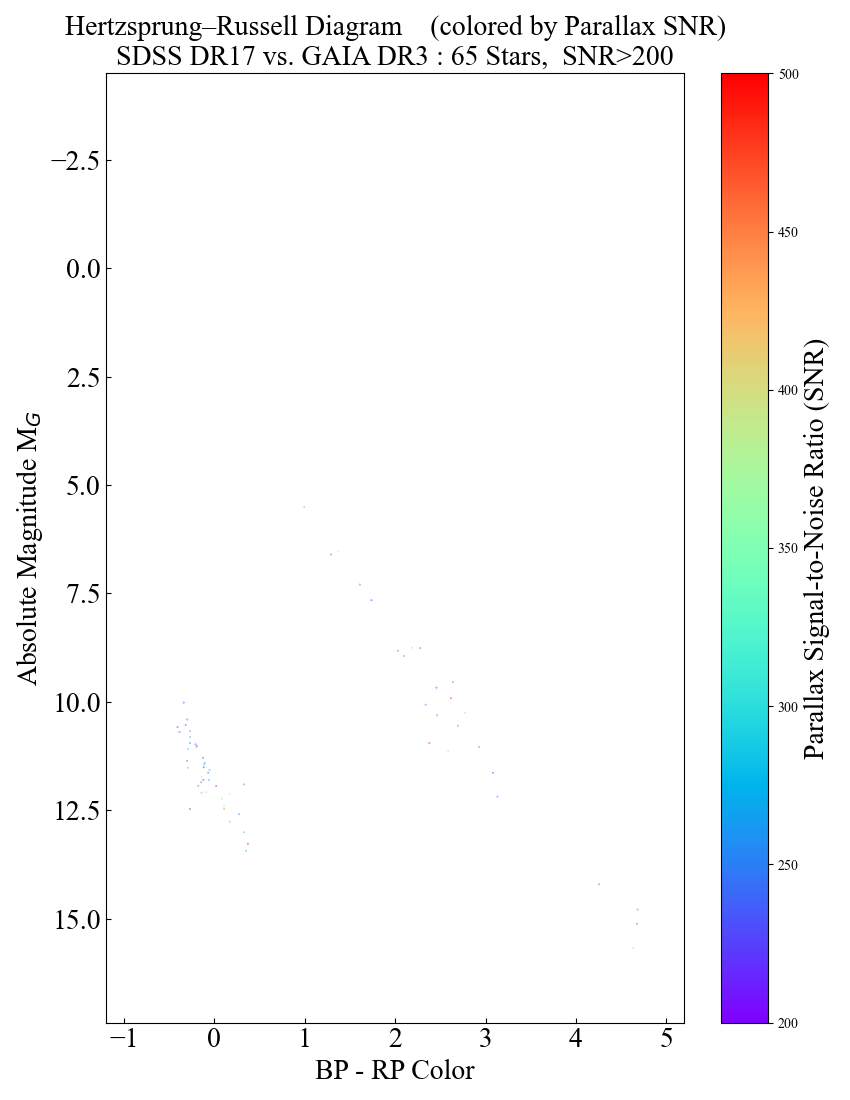 Hertzsprung–Russell Diagram (colored by Parallax SNR)
SDSS DR17 vs. GAIA DR3 : 65 Stars, SNR>200
Absolute Magnitude M_G
−2.5
0.0
2.5
5.0
7.5
10.0
12.5
15.0
−1 0 1 2 3 4 5
BP - RP Color
500
450
400
350
300
250
200
Parallax Signal-to-Noise Ratio (SNR)